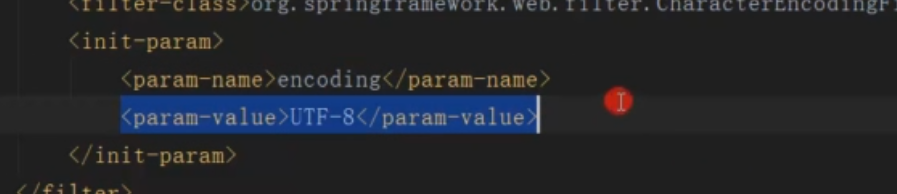 <filter-class>org.springframework.web.filter.CharacterEncodingFi
<init-param>
<param-name>encoding</param-name>
<param-value>UTF-8</param-value>
</init-param>
</filter>